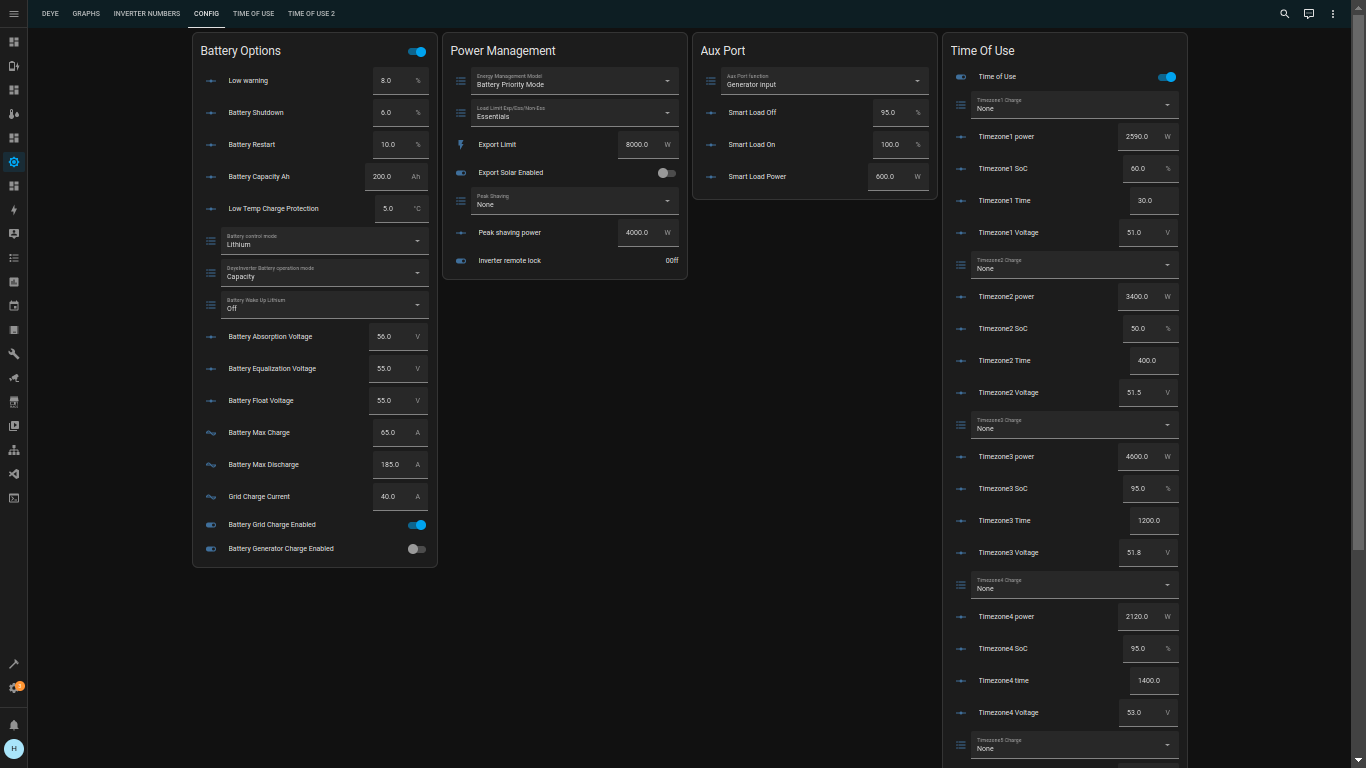 DEYE GRAPHS INVERTER NUMBERS CONFIG TIME OF USE TIME OF USE 2
Battery Options
Low warning 8.0 %
Battery Shutdown 6.0 %
Battery Restart 10.0 %
Battery Capacity Ah 200.0 Ah
Low Temp Charge Protection 5.0 °C
Battery control mode
Lithium
DeyeInverter Battery operation mode
Capacity
Battery Wake Up Lithium
Off
Battery Absorption Voltage 56.0 V
Battery Equalization Voltage 55.0 V
Battery Float Voltage 55.0 V
Battery Max Charge 65.0 A
Battery Max Discharge 185.0 A
Grid Charge Current 40.0 A
Battery Grid Charge Enabled
Battery Generator Charge Enabled
Power Management
Energy Management Model
Battery Priority Mode
Load Limit Exp/Ess/Non-Ess
Essentials
Export Limit 8000.0 W
Export Solar Enabled
Peak Shaving
None
Peak shaving power 4000.0 W
Inverter remote lock 00ff
Aux Port
Aux Port function
Generator input
Smart Load Off 95.0 %
Smart Load On 100.0 %
Smart Load Power 600.0 W
Time Of Use
Time of Use
Timezone1 Charge
None
Timezone1 power 2590.0 W
Timezone1 SoC 60.0 %
Timezone1 Time 30.0
Timezone1 Voltage 51.0 V
Timezone2 Charge
None
Timezone2 power 3400.0 W
Timezone2 SoC 50.0 %
Timezone2 Time 400.0
Timezone2 Voltage 51.5 V
Timezone3 Charge
None
Timezone3 power 4600.0 W
Timezone3 SoC 95.0 %
Timezone3 Time 1200.0
Timezone3 Voltage 51.8 V
Timezone4 Charge
None
Timezone4 power 2120.0 W
Timezone4 SoC 95.0 %
Timezone4 time 1400.0
Timezone4 Voltage 53.0 V
Timezone5 Charge
None
H